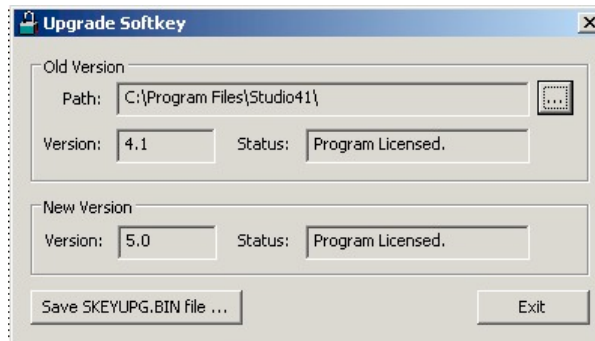 Upgrade Softkey
Old Version
Path: C:\Program Files\Studio41\ ...
Version: 4.1 Status: Program Licensed.
New Version
Version: 5.0 Status: Program Licensed.
Save SKEYUPG.BIN file ... Exit